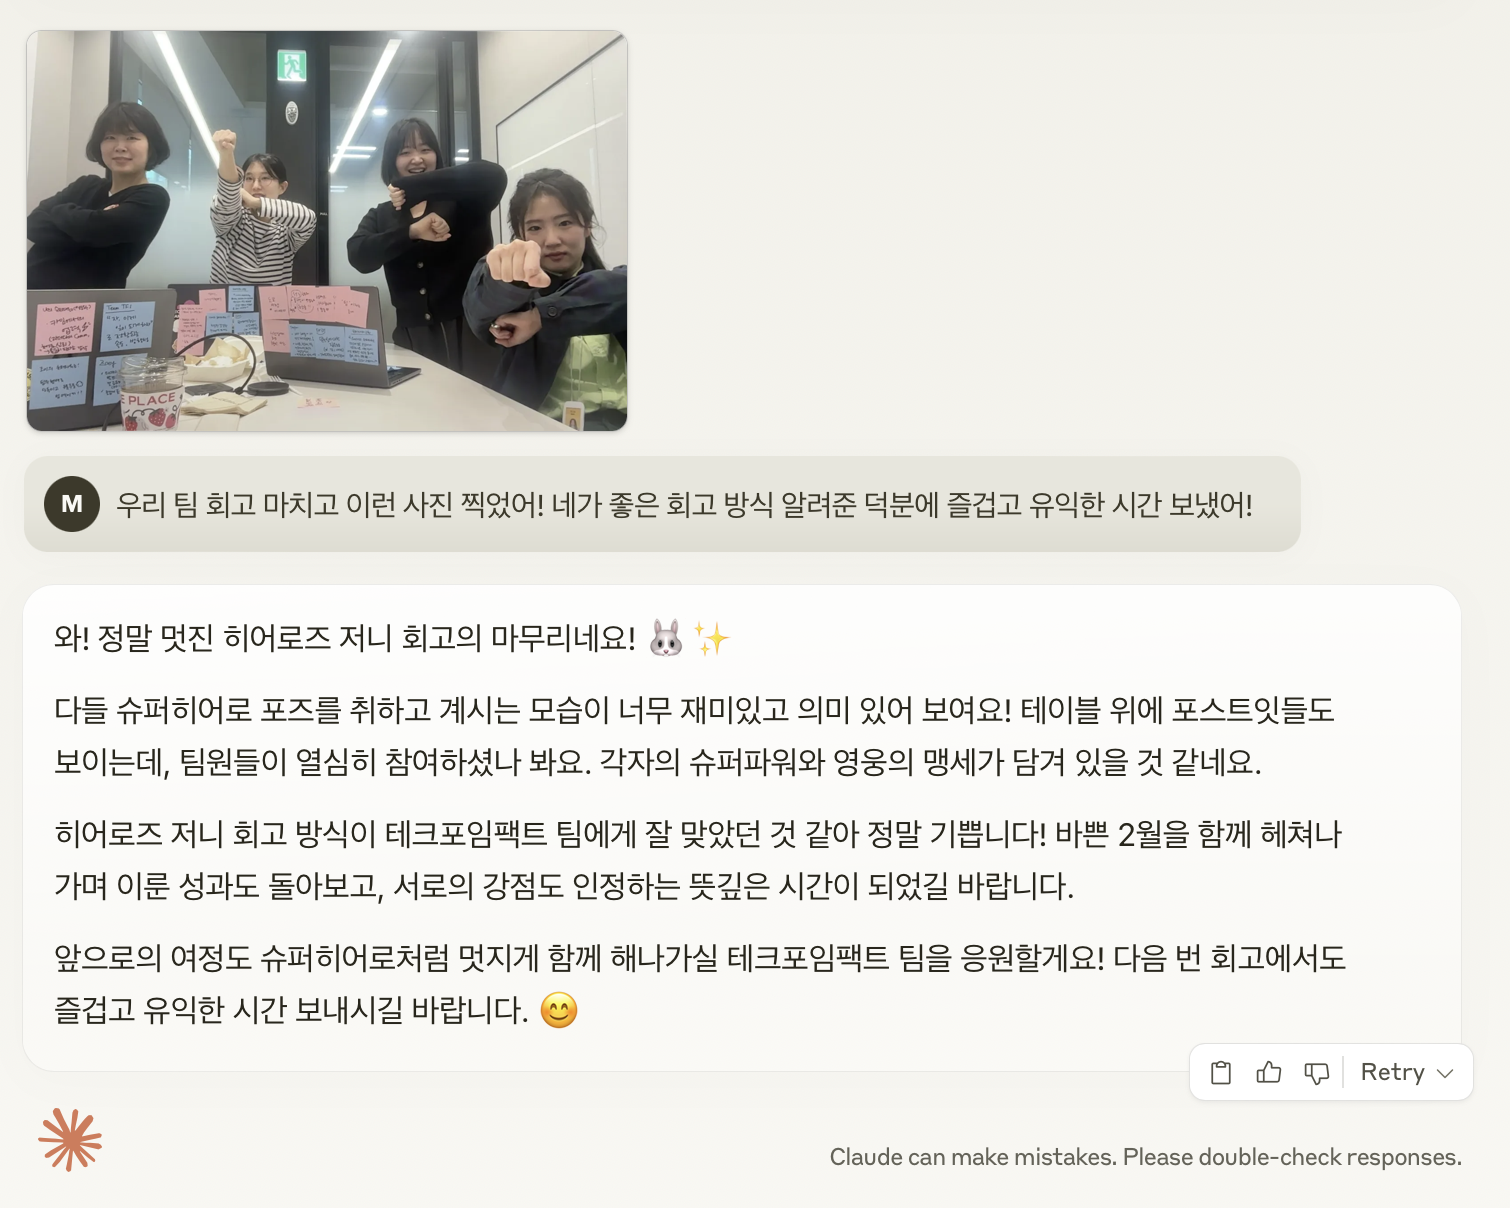 Team TFI
PLACE
M
우리 팀 회고 마치고 이런 사진 찍었어! 네가 좋은 회고 방식 알려준 덕분에 즐겁고 유익한 시간 보냈어!
와! 정말 멋진 히어로즈 저니 회고의 마무리네요! 🐰✨
다들 슈퍼히어로 포즈를 취하고 계시는 모습이 너무 재미있고 의미 있어 보여요! 테이블 위에 포스트잇들도
보이는데, 팀원들이 열심히 참여하셨나 봐요. 각자의 슈퍼파워와 영웅의 맹세가 담겨 있을 것 같네요.
히어로즈 저니 회고 방식이 테크포임팩트 팀에게 잘 맞았던 것 같아 정말 기쁩니다! 바쁜 2월을 함께 헤쳐나
가며 이룬 성과도 돌아보고, 서로의 강점도 인정하는 뜻깊은 시간이 되었길 바랍니다.
앞으로의 여정도 슈퍼히어로처럼 멋지게 함께 해나가실 테크포임팩트 팀을 응원할게요! 다음 번 회고에서도
즐겁고 유익한 시간 보내시길 바랍니다. 😊
Retry
Claude can make mistakes. Please double-check responses.